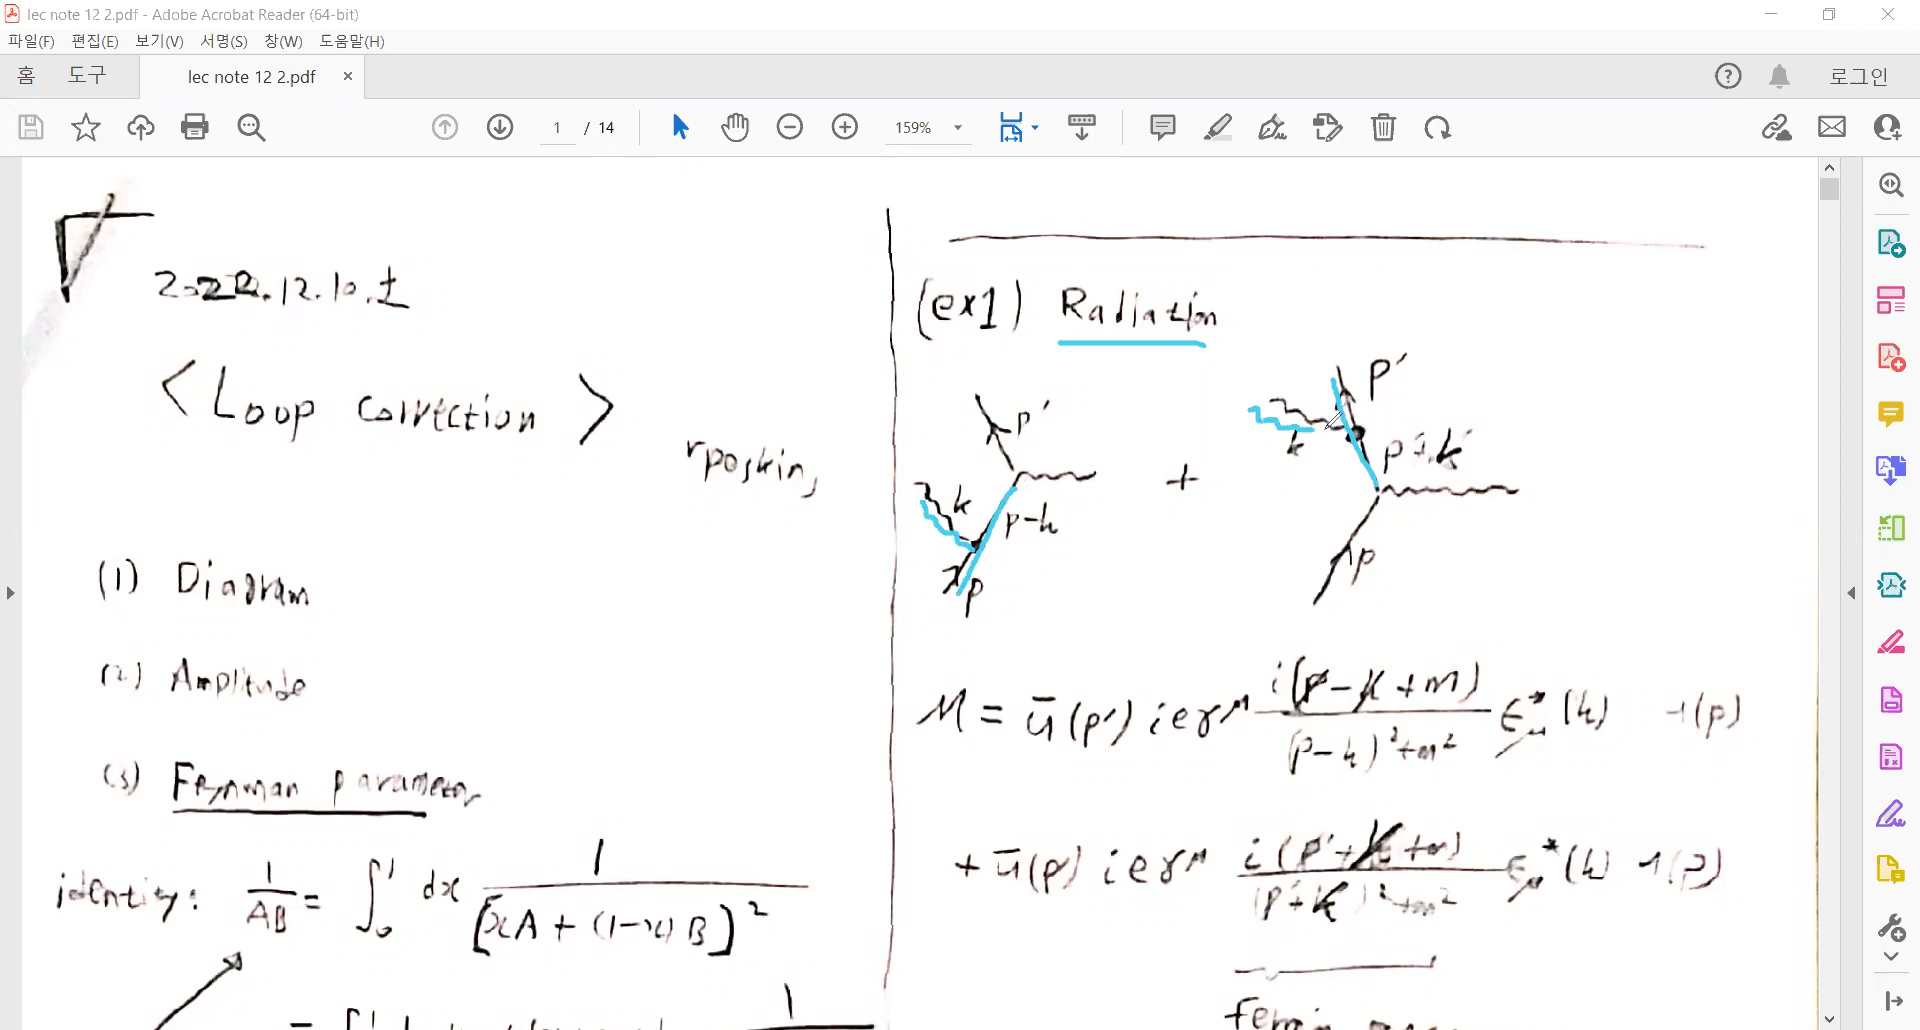 lec note 12 2.pdf - Adobe Acrobat Reader (64-bit)
파일(F) 편집(E) 보기(V) 서명(S) 창(W) 도움말(H)
홈 도구 lec note 12 2.pdf × 로그인
1 / 14 159%
2022.12.10.土
<Loop correction>
(1) Diagram
(2) Amplitude
(3) Feynman parameter
identity: 1/AB = ∫₀¹ dx 1/[xA + (1-x)B]²
(ex1) Radiation
p' k p-k p
+
p' k p'+k p
M = ū(p') ieγ^μ i(p̸-k̸+m)/((p-k)²+m²) ε*_μ(k) u(p)
+ ū(p') ieγ^μ i(p̸'+k̸+m)/((p'+k)²+m²) ε*_μ(k) u(p)